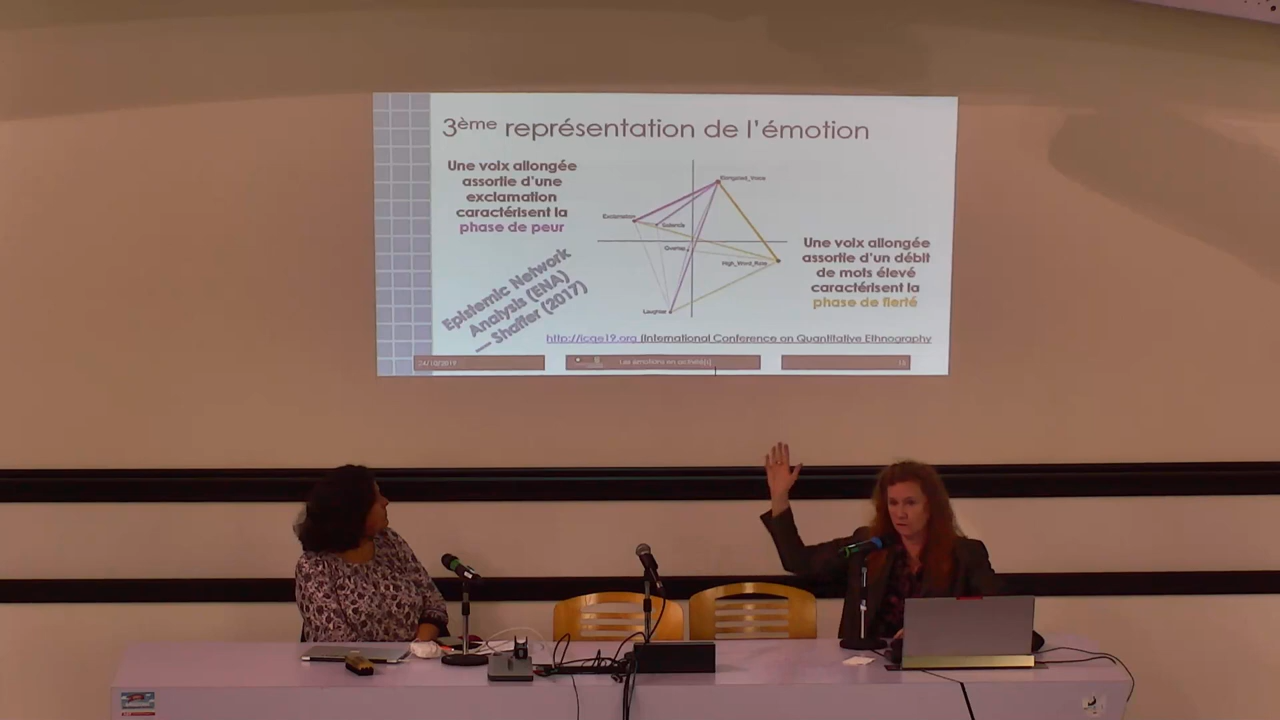 3ème représentation de l'émotion
Une voix allongée
assortie d'une
exclamation
caractérisent la
phase de peur
Elongated_Voice
Exclamation
Overlap
High_Word_Rate
Laughter
Une voix allongée
assortie d'un débit
de mots élevé
caractérisent la
phase de fierté
Epistemic Network
Analysis (ENA)
— Shaffer (2017)
http://icqe19.org (International Conference on Quantitative Ethnography
24/10/2019
Les émotions en activité(s)
15